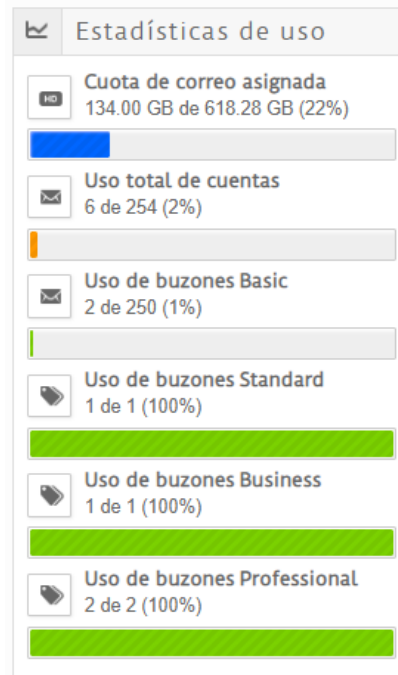 Estadísticas de uso
HD
Cuota de correo asignada
134.00 GB de 618.28 GB (22%)
Uso total de cuentas
6 de 254 (2%)
Uso de buzones Basic
2 de 250 (1%)
Uso de buzones Standard
1 de 1 (100%)
Uso de buzones Business
1 de 1 (100%)
Uso de buzones Professional
2 de 2 (100%)